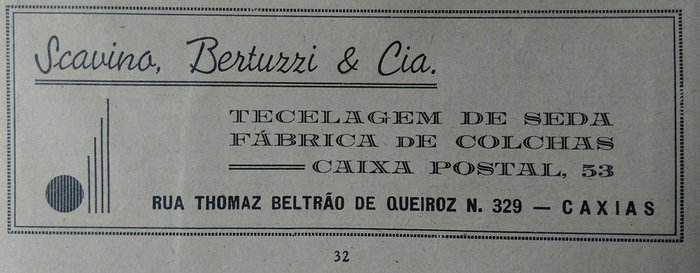 Scavino, Bertuzzi & Cia.
TECELAGEM DE SEDA
FÁBRICA DE COLCHAS
CAIXA POSTAL, 53
RUA THOMAZ BELTRÃO DE QUEIROZ N. 329 — CAXIAS
32